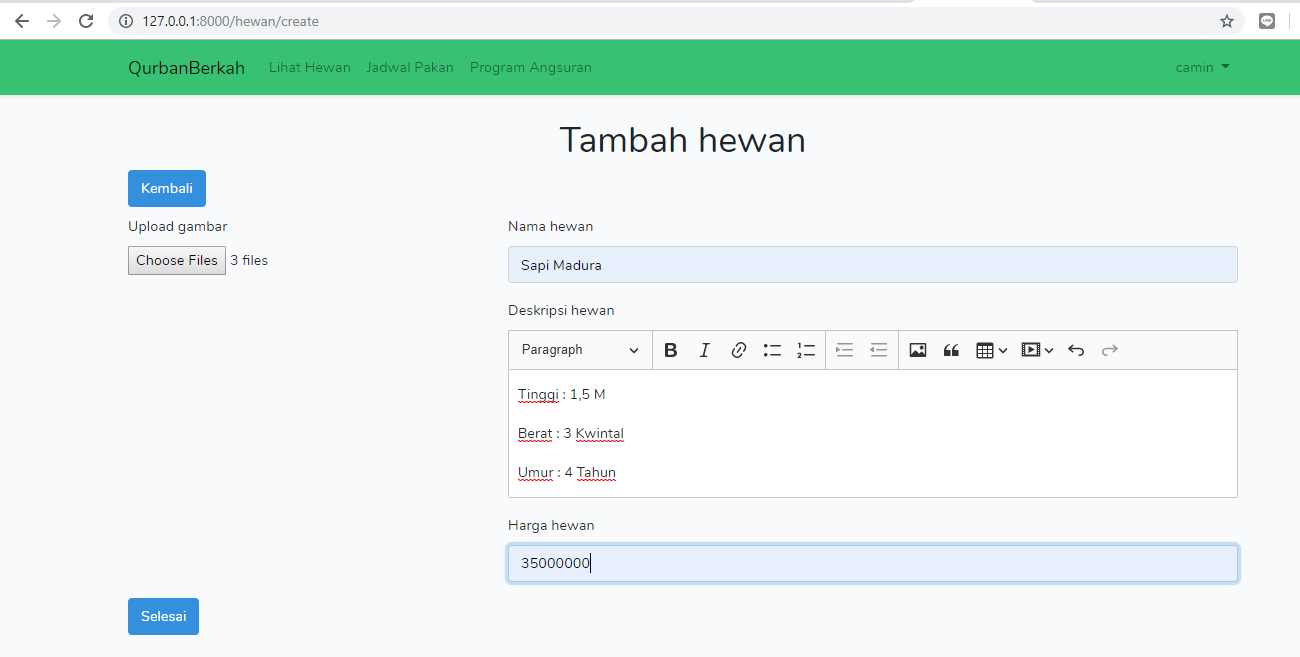 127.0.0.1:8000/hewan/create
QurbanBerkah Lihat Hewan Jadwal Pakan Program Angsuran camin
Tambah hewan
Kembali
Upload gambar
Choose Files 3 files
Nama hewan
Sapi Madura
Deskripsi hewan
Paragraph B I
Tinggi : 1,5 M
Berat : 3 Kwintal
Umur : 4 Tahun
Harga hewan
35000000
Selesai